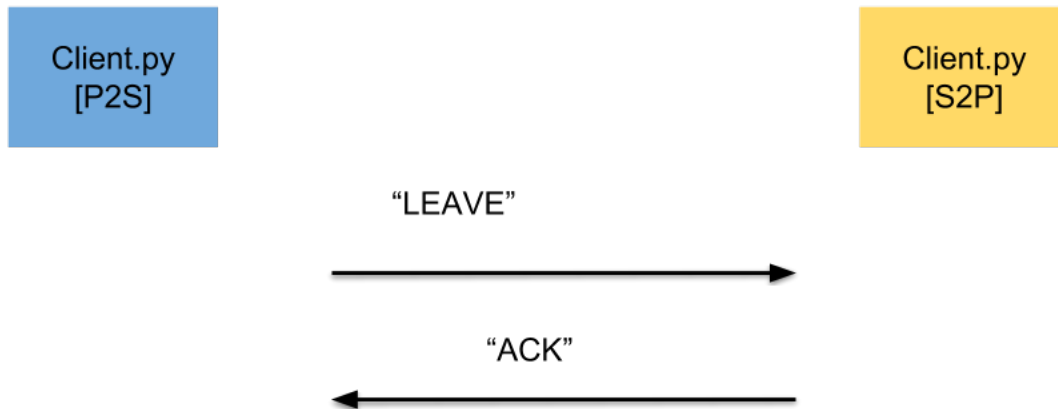 Client.py
[P2S]
Client.py
[S2P]
“LEAVE”
“ACK”